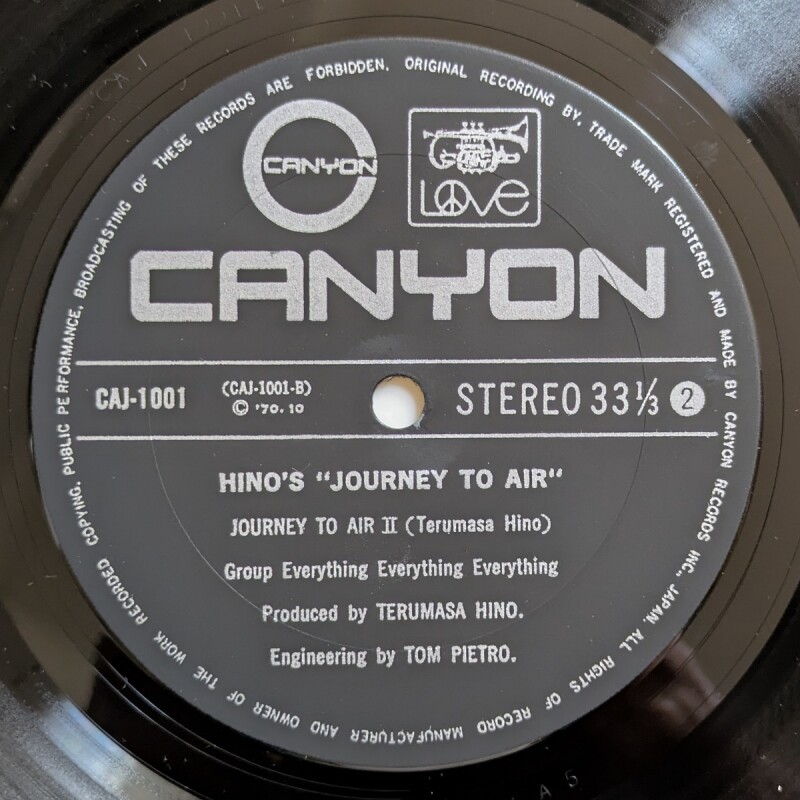 CANYON
LOVE
CANYON
CAJ-1001
(CAJ-1001-B)
© '70. 10
STEREO 33⅓ 2
HINO'S "JOURNEY TO AIR"
JOURNEY TO AIR II (Terumasa Hino)
Group Everything Everything Everything
Produced by TERUMASA HINO.
Engineering by TOM PIETRO.
ORIGINAL RECORDING BY, TRADE MARK REGISTERED AND MADE BY CANYON RECORDS INC., JAPAN. ALL RIGHTS OF RECORD MANUFACTURER AND OWNER OF THE WORK RECORDED COPYING, PUBLIC PERFORMANCE, BROADCASTING OF THESE RECORDS ARE FORBIDDEN.
A 5